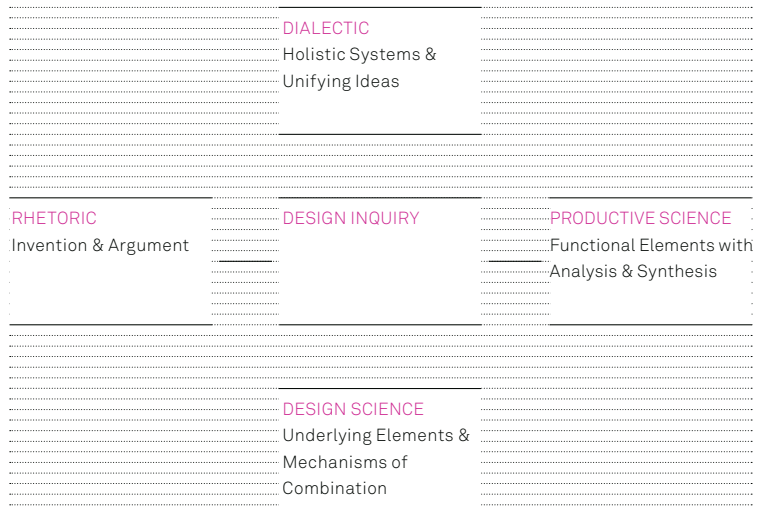 DIALECTIC
Holistic Systems &
Unifying Ideas
RHETORIC
Invention & Argument
DESIGN INQUIRY
PRODUCTIVE SCIENCE
Functional Elements with
Analysis & Synthesis
DESIGN SCIENCE
Underlying Elements &
Mechanisms of
Combination